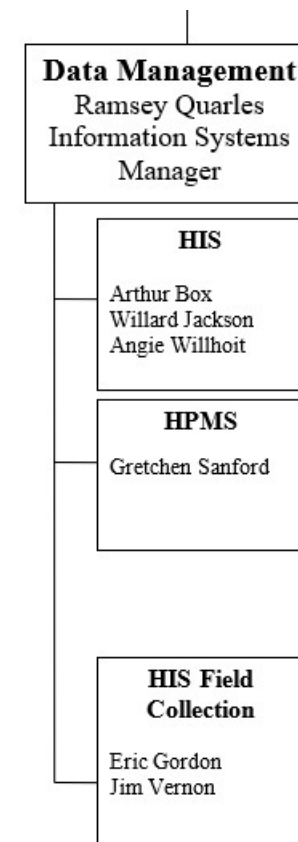 Data Management
Ramsey Quarles
Information Systems
Manager
HIS
Arthur Box
Willard Jackson
Angie Willhoit
HPMS
Gretchen Sanford
HIS Field
Collection
Eric Gordon
Jim Vernon